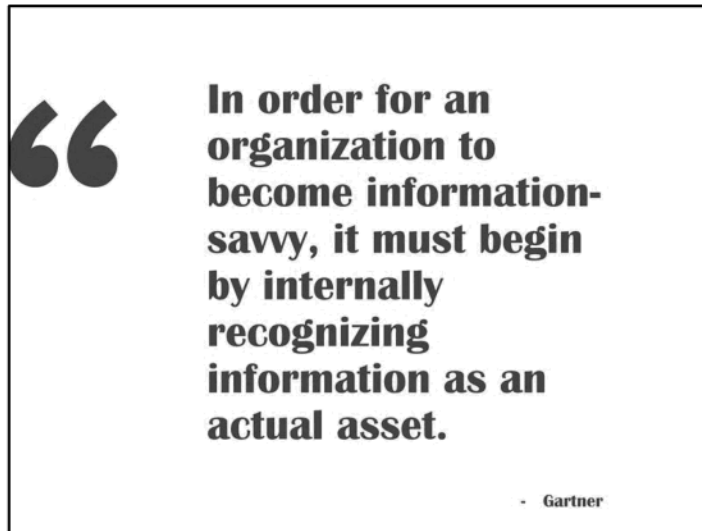 “
In order for an
organization to
become information-
savvy, it must begin
by internally
recognizing
information as an
actual asset.
- Gartner